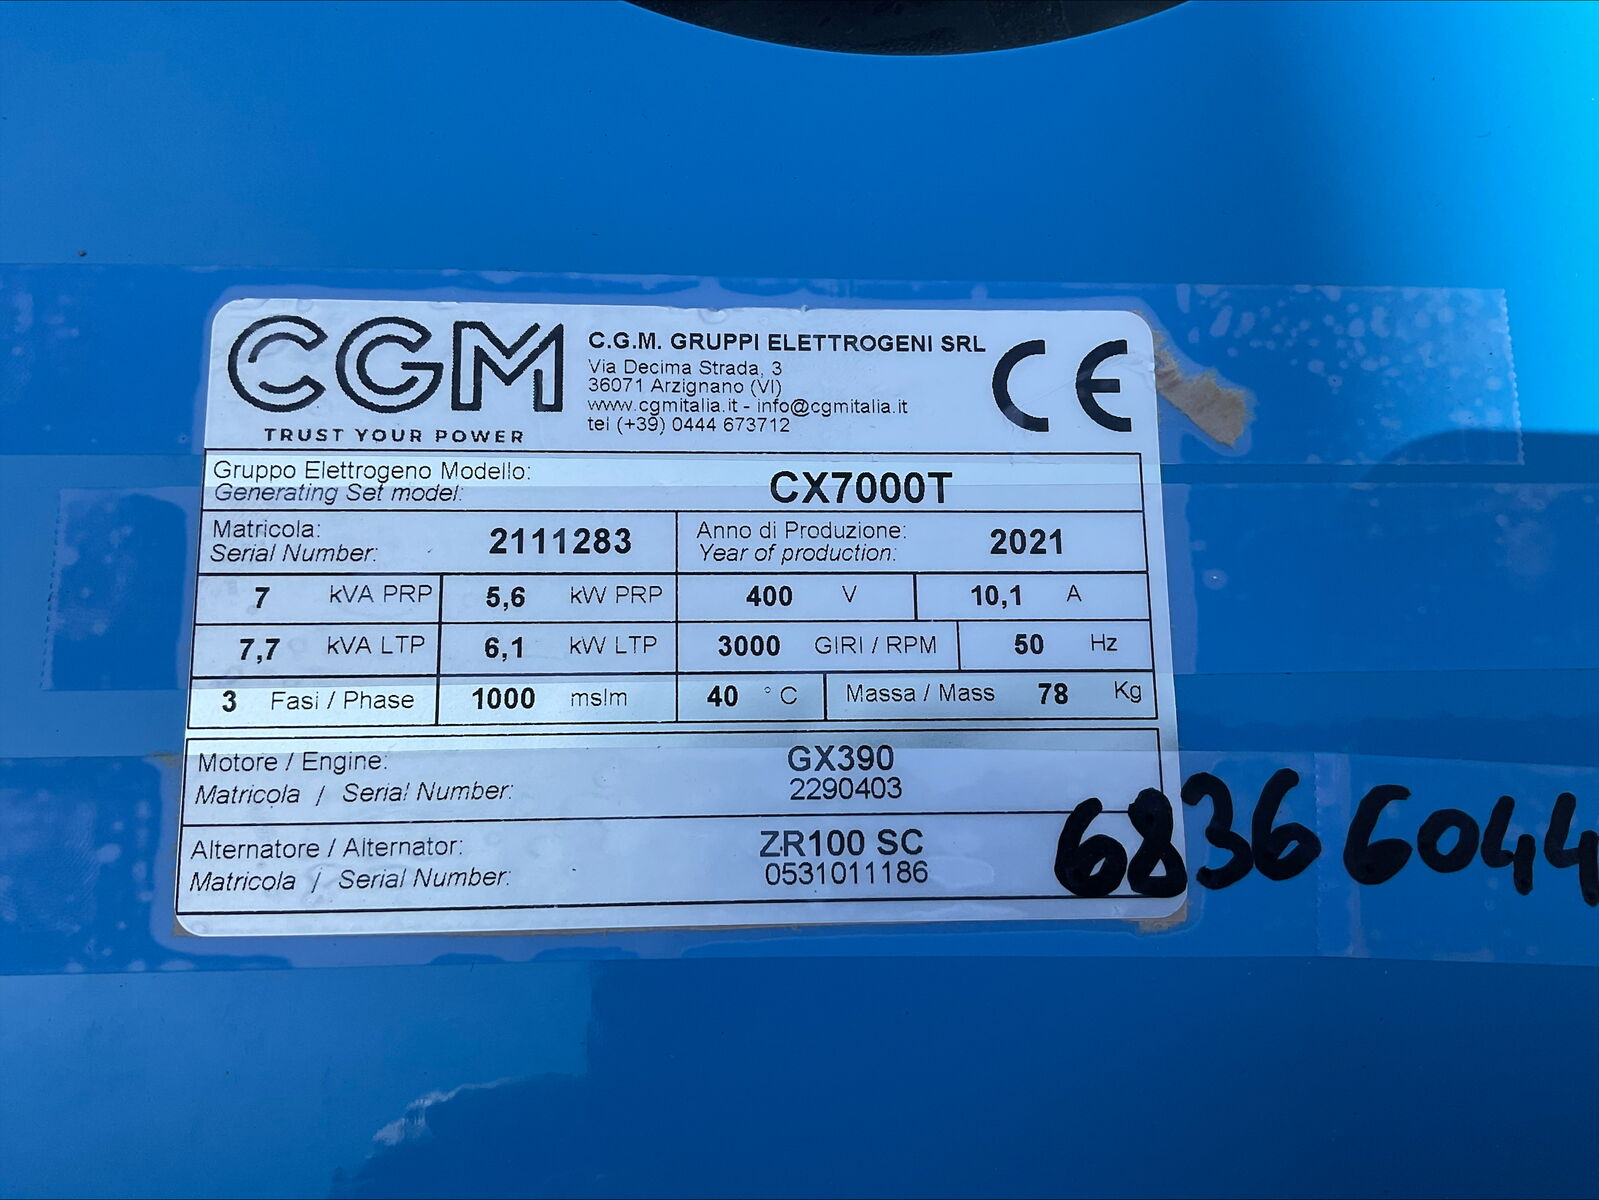 CGM
TRUST YOUR POWER
C.G.M. GRUPPI ELETTROGENI SRL
Via Decima Strada, 3
36071 Arzignano (VI)
www.cgmitalia.it - info@cgmitalia.it
tel (+39) 0444 673712
CE
Gruppo Elettrogeno Modello:
Generating Set model:
CX7000T
Matricola:
Serial Number:
2111283
Anno di Produzione:
Year of production:
2021
7 kVA PRP 5,6 kW PRP 400 V 10,1 A
7,7 kVA LTP 6,1 kW LTP 3000 GIRI / RPM 50 Hz
3 Fasi / Phase 1000 mslm 40 °C Massa / Mass 78 Kg
Motore / Engine: GX390
Matricola / Serial Number: 2290403
Alternatore / Alternator: ZR100 SC
Matricola / Serial Number: 0531011186
68366044